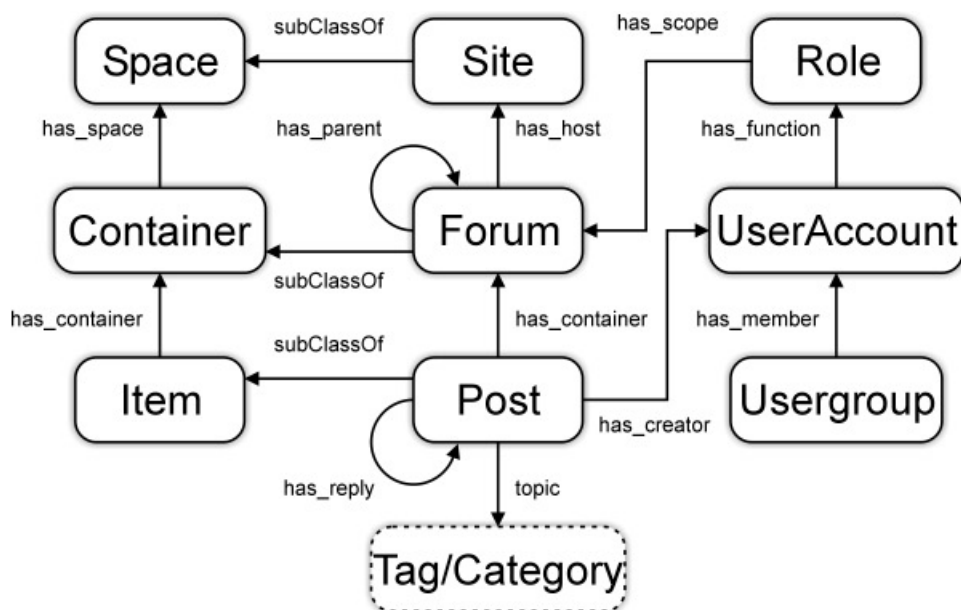 subClassOf
has_scope
Space
Site
Role
has_space
has_parent
has_host
has_function
Container
Forum
UserAccount
subClassOf
has_container
has_container
has_member
subClassOf
Item
Post
Usergroup
has_creator
has_reply
topic
Tag/Category